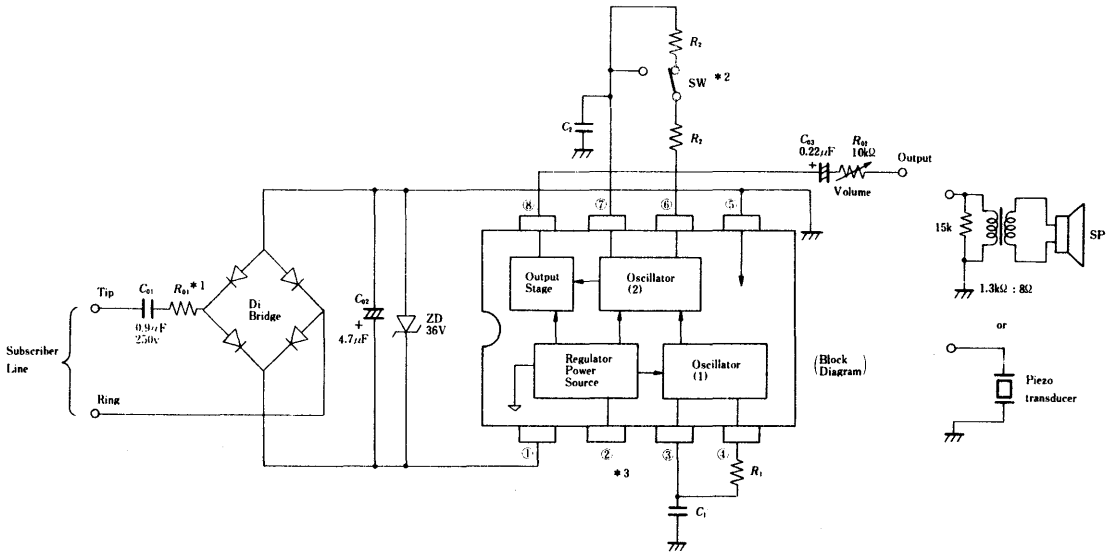 R₂
SW *2
C₂
R₂
C₀₃
0.22μF
+
R₀₂
10kΩ
Volume
Output
⑧
⑦
⑥
⑤
15k
SP
1.3kΩ : 8Ω
or
Piezo
transducer
Output
Stage
Oscillator
(2)
Regulator
Power
Source
Oscillator
(1)
(Block
Diagram)
Tip
C₀₁
0.9μF
250v
R₀₁ *1
Di
Bridge
C₀₂
+
4.7μF
ZD
36V
Subscriber
Line
Ring
①
②
③
④
*3
R₁
C₁